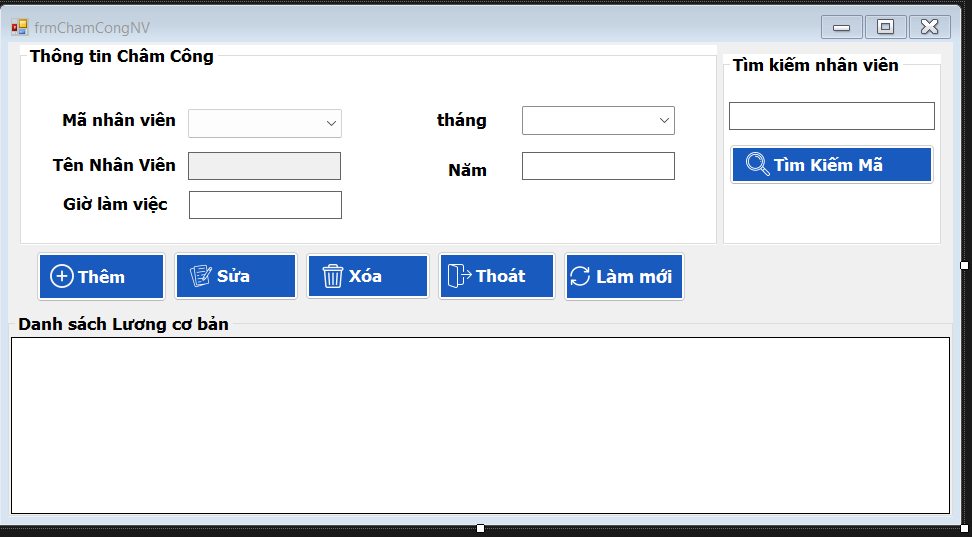 frmChamCongNV
Thông tin Châm Công
Mã nhân viên
tháng
Tên Nhân Viên
Năm
Giờ làm việc
Tìm kiếm nhân viên
Tìm Kiếm Mã
Thêm
Sửa
Xóa
Thoát
Làm mới
Danh sách Lương cơ bản